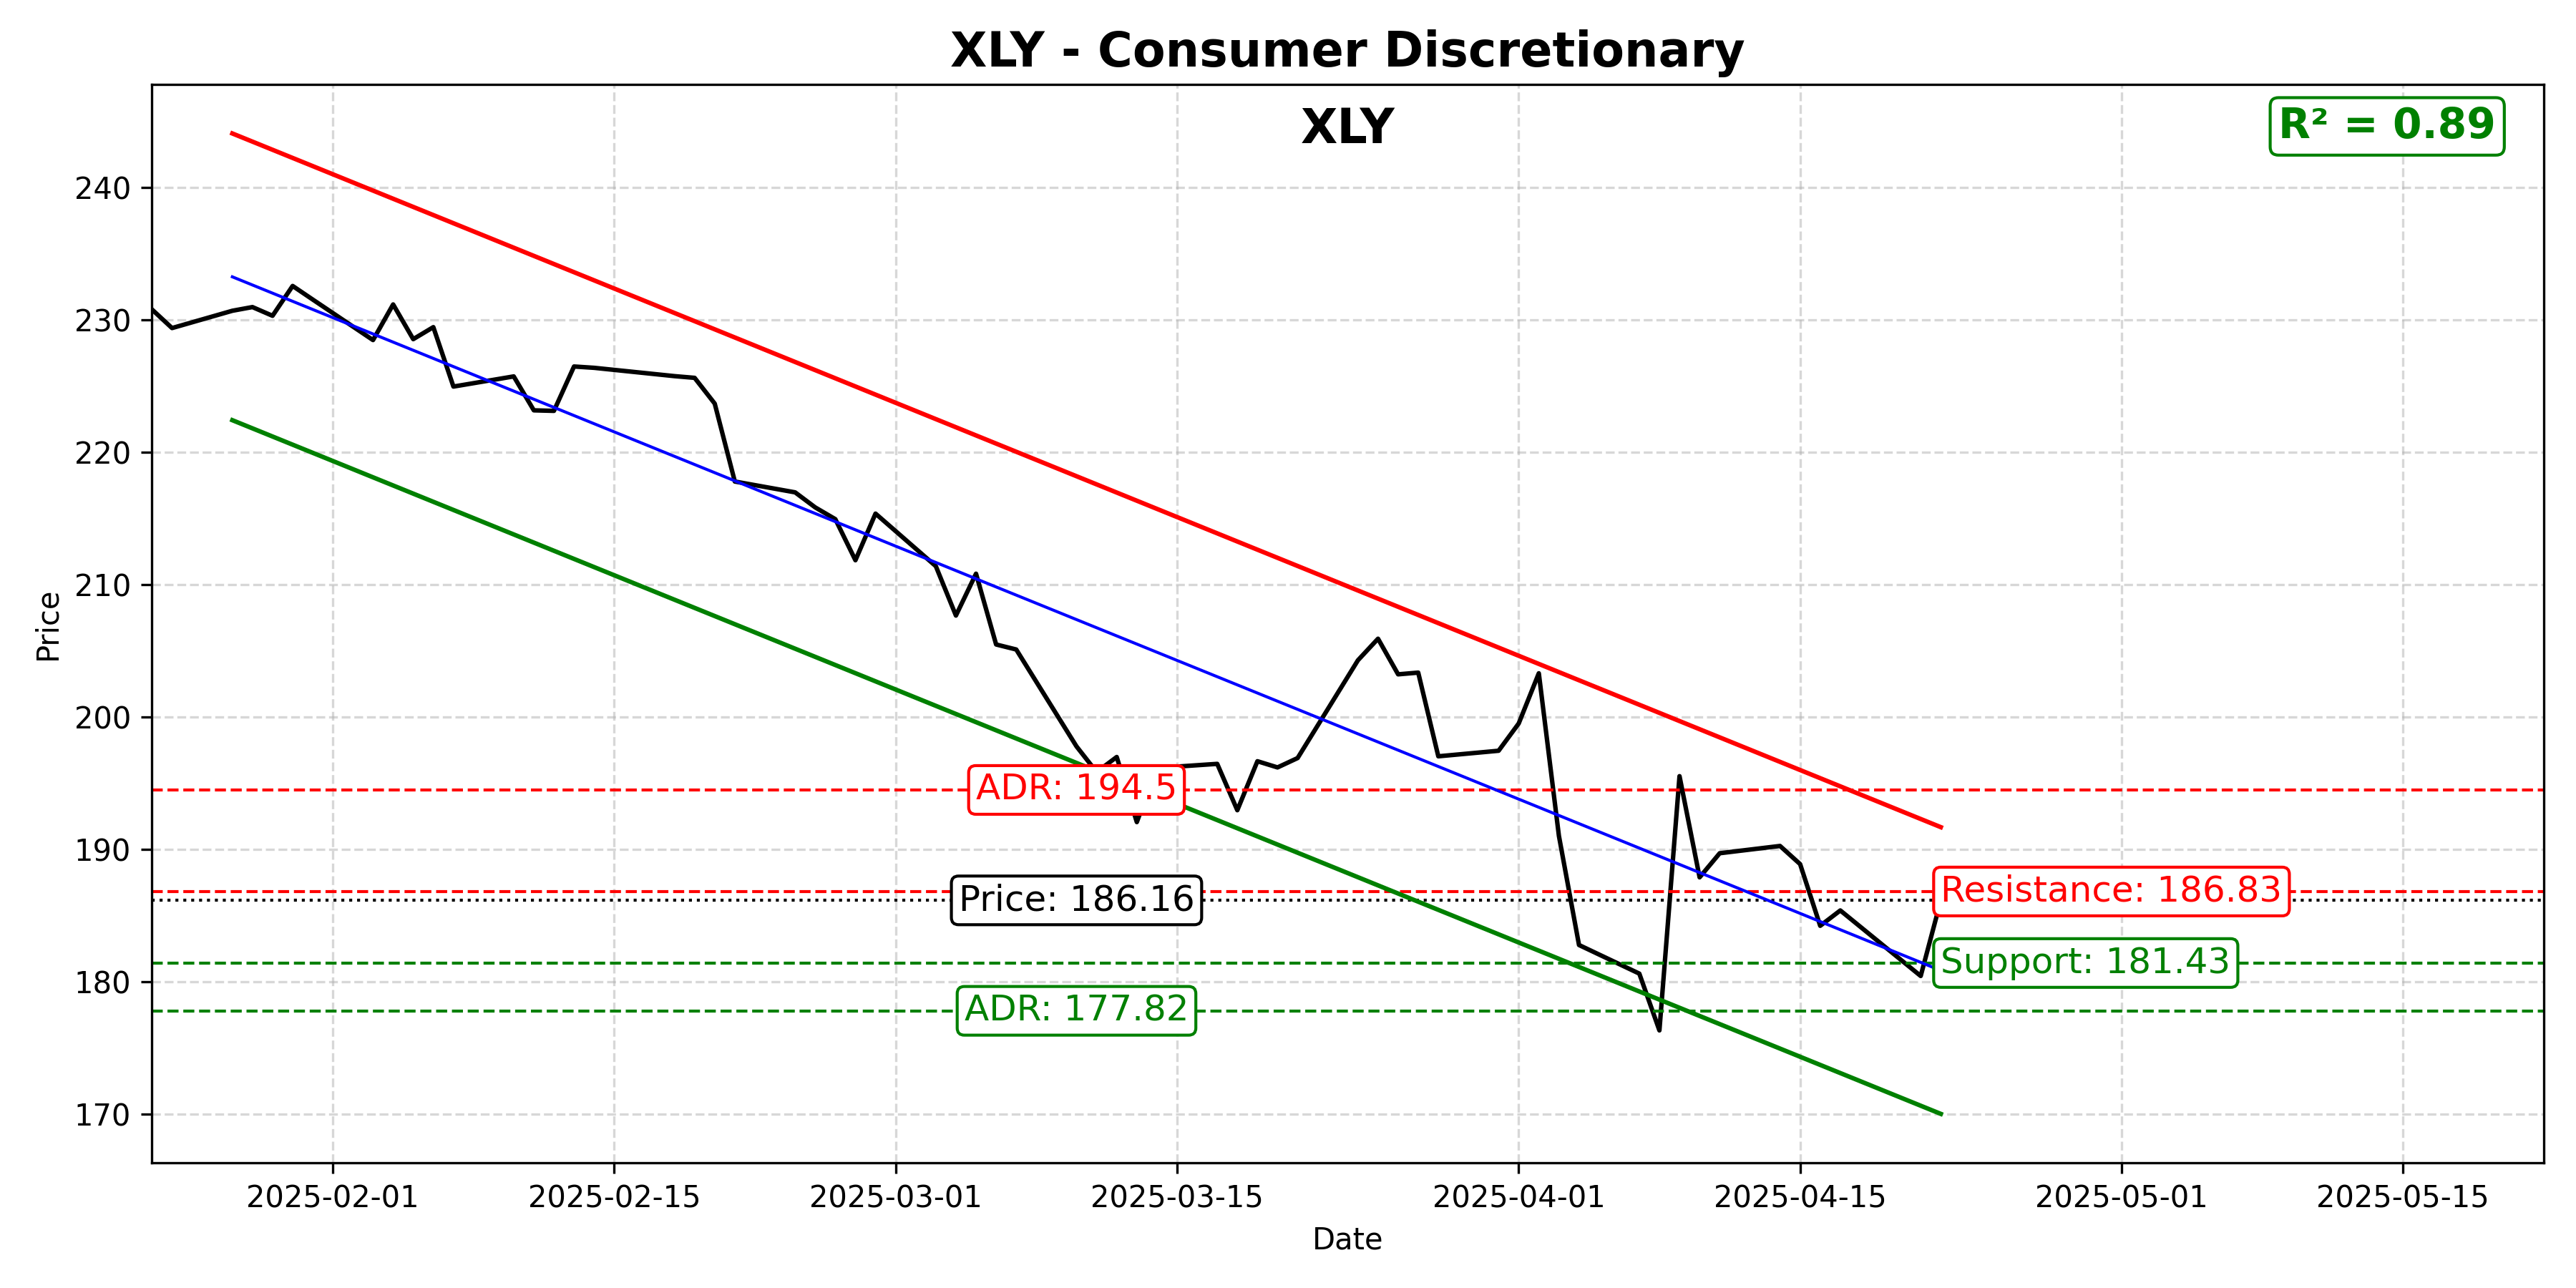 XLY - Consumer Discretionary
XLY
R² = 0.89
240
230
220
210
200
190
180
170
Price
ADR: 194.5
Price: 186.16
Resistance: 186.83
Support: 181.43
ADR: 177.82
2025-02-01
2025-02-15
2025-03-01
2025-03-15
2025-04-01
2025-04-15
2025-05-01
2025-05-15
Date